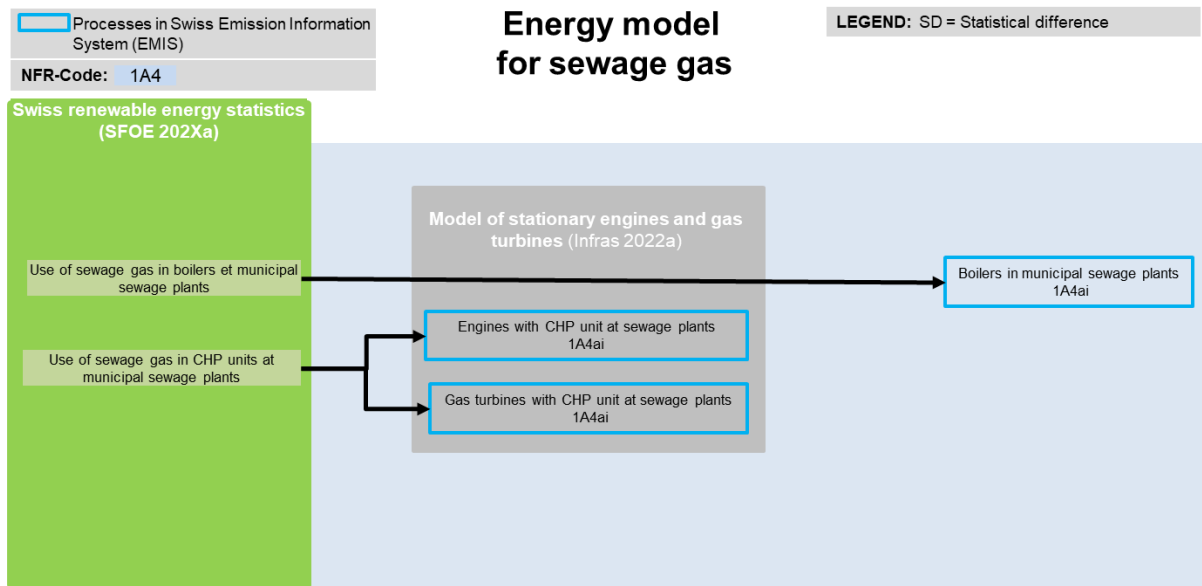 Processes in Swiss Emission Information
System (EMIS)
NFR-Code: 1A4
Energy model
for sewage gas
LEGEND: SD = Statistical difference
Swiss renewable energy statistics
(SFOE 202Xa)
Model of stationary engines and gas
turbines (Infras 2022a)
Use of sewage gas in boilers et municipal
sewage plants
Boilers in municipal sewage plants
1A4ai
Engines with CHP unit at sewage plants
1A4ai
Use of sewage gas in CHP units at
municipal sewage plants
Gas turbines with CHP unit at sewage plants
1A4ai